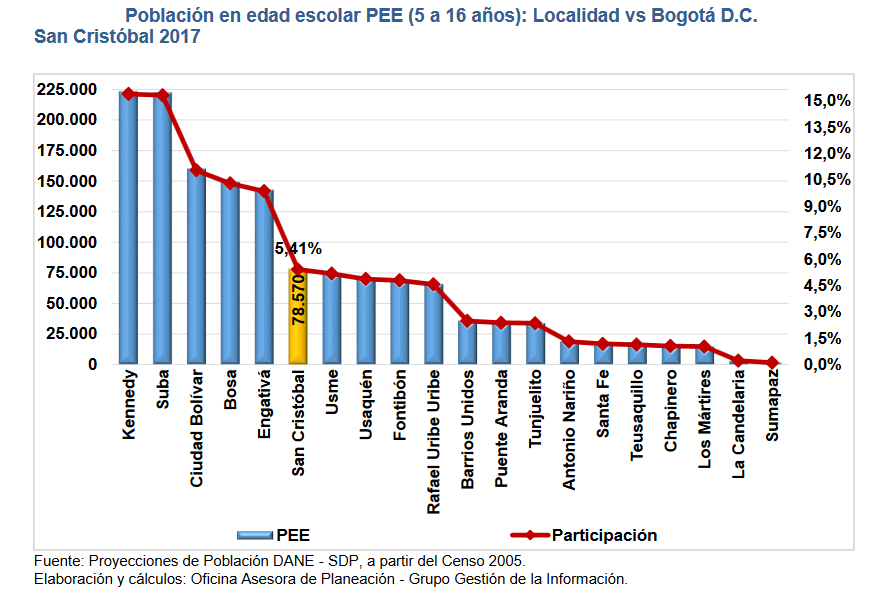 Población en edad escolar PEE (5 a 16 años): Localidad vs Bogotá D.C.
San Cristóbal 2017
225.000
200.000
175.000
150.000
125.000
100.000
75.000
50.000
25.000
0
15,0%
13,5%
12,0%
10,5%
9,0%
7,5%
6,0%
4,5%
3,0%
1,5%
0,0%
5,41%
78.570
Kennedy
Suba
Ciudad Bolívar
Bosa
Engativá
San Cristóbal
Usme
Usaquén
Fontibón
Rafael Uribe Uribe
Barrios Unidos
Puente Aranda
Tunjuelito
Antonio Nariño
Santa Fe
Teusaquillo
Chapinero
Los Mártires
La Candelaria
Sumapaz
PEE
Participación
Fuente: Proyecciones de Población DANE - SDP, a partir del Censo 2005.
Elaboración y cálculos: Oficina Asesora de Planeación - Grupo Gestión de la Información.